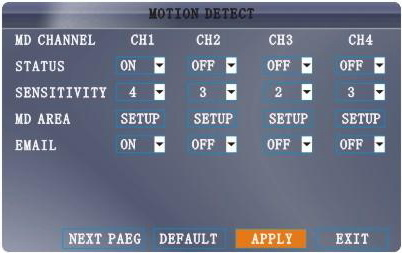 MOTION DETECT
MD CHANNEL CH1 CH2 CH3 CH4
STATUS ON OFF OFF OFF
SENSITIVITY 4 3 2 3
MD AREA SETUP SETUP SETUP SETUP
EMAIL ON OFF OFF OFF
NEXT PAEG DEFAULT APPLY EXIT